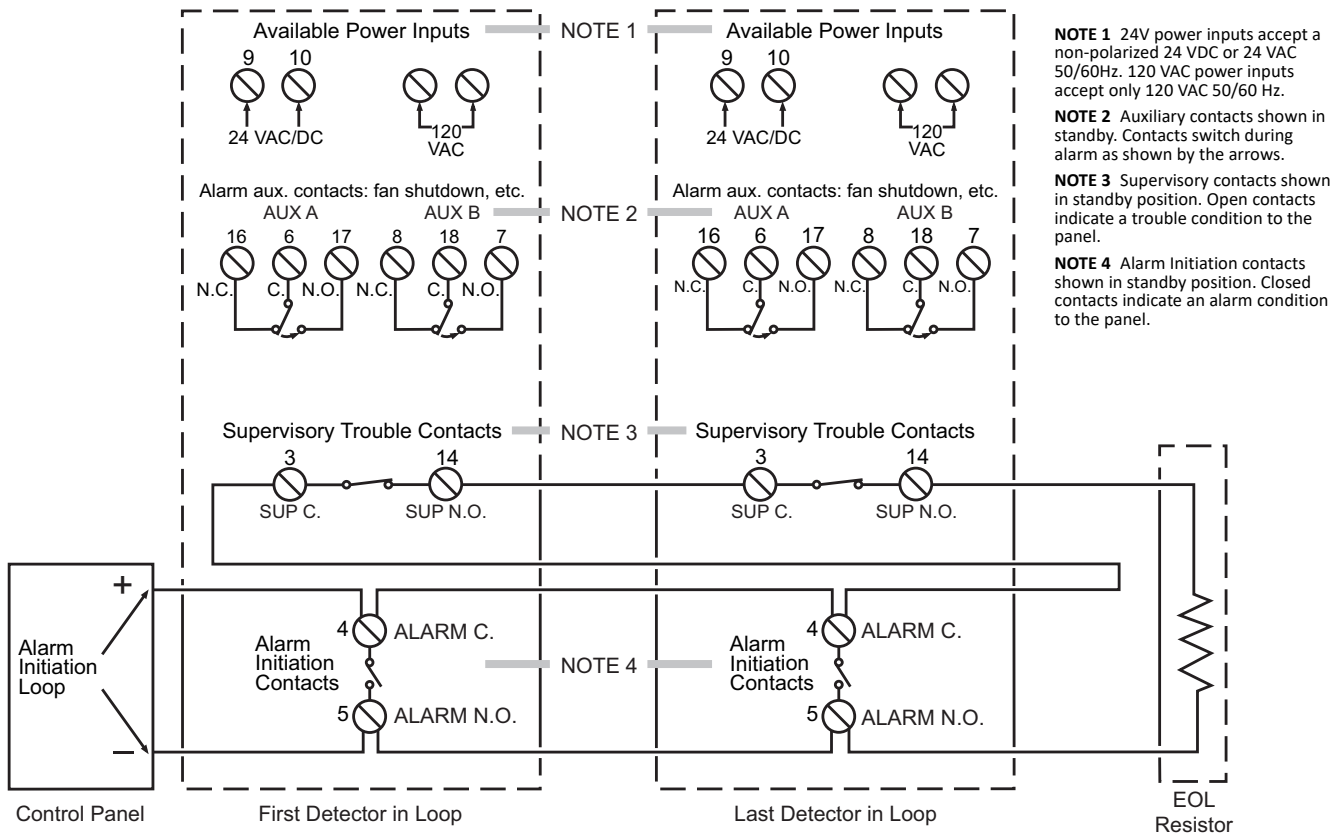 Available Power Inputs
NOTE 1
Available Power Inputs
9 10
9 10
24 VAC/DC
120
VAC
24 VAC/DC
120
VAC
Alarm aux. contacts: fan shutdown, etc.
Alarm aux. contacts: fan shutdown, etc.
AUX A AUX B
NOTE 2
AUX A AUX B
16 6 17 8 18 7
16 6 17 8 18 7
N.C. C. N.O. N.C. C. N.O.
N.C. C. N.O. N.C. C. N.O.
Supervisory Trouble Contacts
NOTE 3
Supervisory Trouble Contacts
3 14
3 14
SUP C. SUP N.O.
SUP C. SUP N.O.
+
Alarm
Initiation
Loop
–
4 ALARM C.
Alarm
Initiation
Contacts
5 ALARM N.O.
NOTE 4
4 ALARM C.
Alarm
Initiation
Contacts
5 ALARM N.O.
Control Panel
First Detector in Loop
Last Detector in Loop
EOL
Resistor
NOTE 1 24V power inputs accept a
non-polarized 24 VDC or 24 VAC
50/60Hz. 120 VAC power inputs
accept only 120 VAC 50/60 Hz.
NOTE 2 Auxiliary contacts shown in
standby. Contacts switch during
alarm as shown by the arrows.
NOTE 3 Supervisory contacts shown
in standby position. Open contacts
indicate a trouble condition to the
panel.
NOTE 4 Alarm Initiation contacts
shown in standby position. Closed
contacts indicate an alarm condition
to the panel.